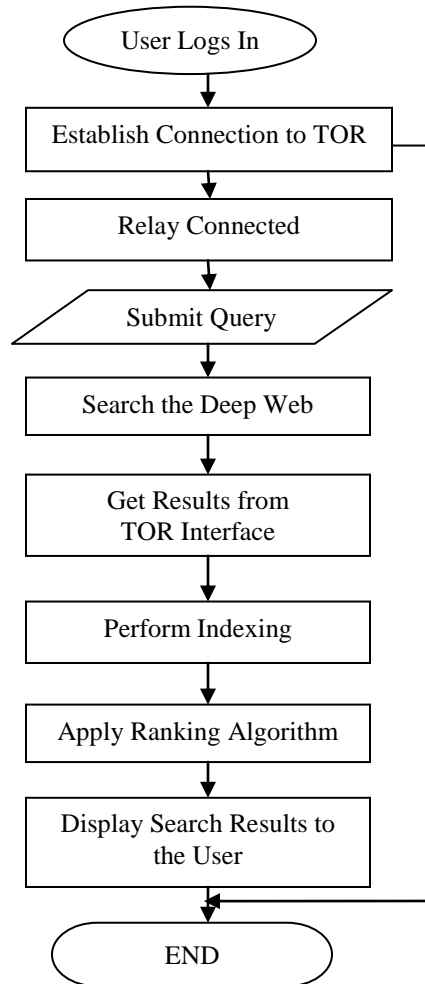 User Logs In
Establish Connection to TOR
Relay Connected
Submit Query
Search the Deep Web
Get Results from
TOR Interface
Perform Indexing
Apply Ranking Algorithm
Display Search Results to
the User
END